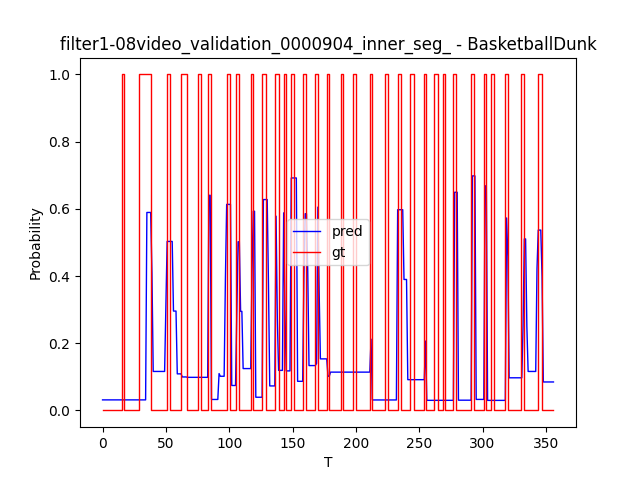 filter1-08video_validation_0000904_inner_seg_ - BasketballDunk
1.0
0.8
0.6
0.4
0.2
0.0
Probability
pred
gt
0 50 100 150 200 250 300 350
T